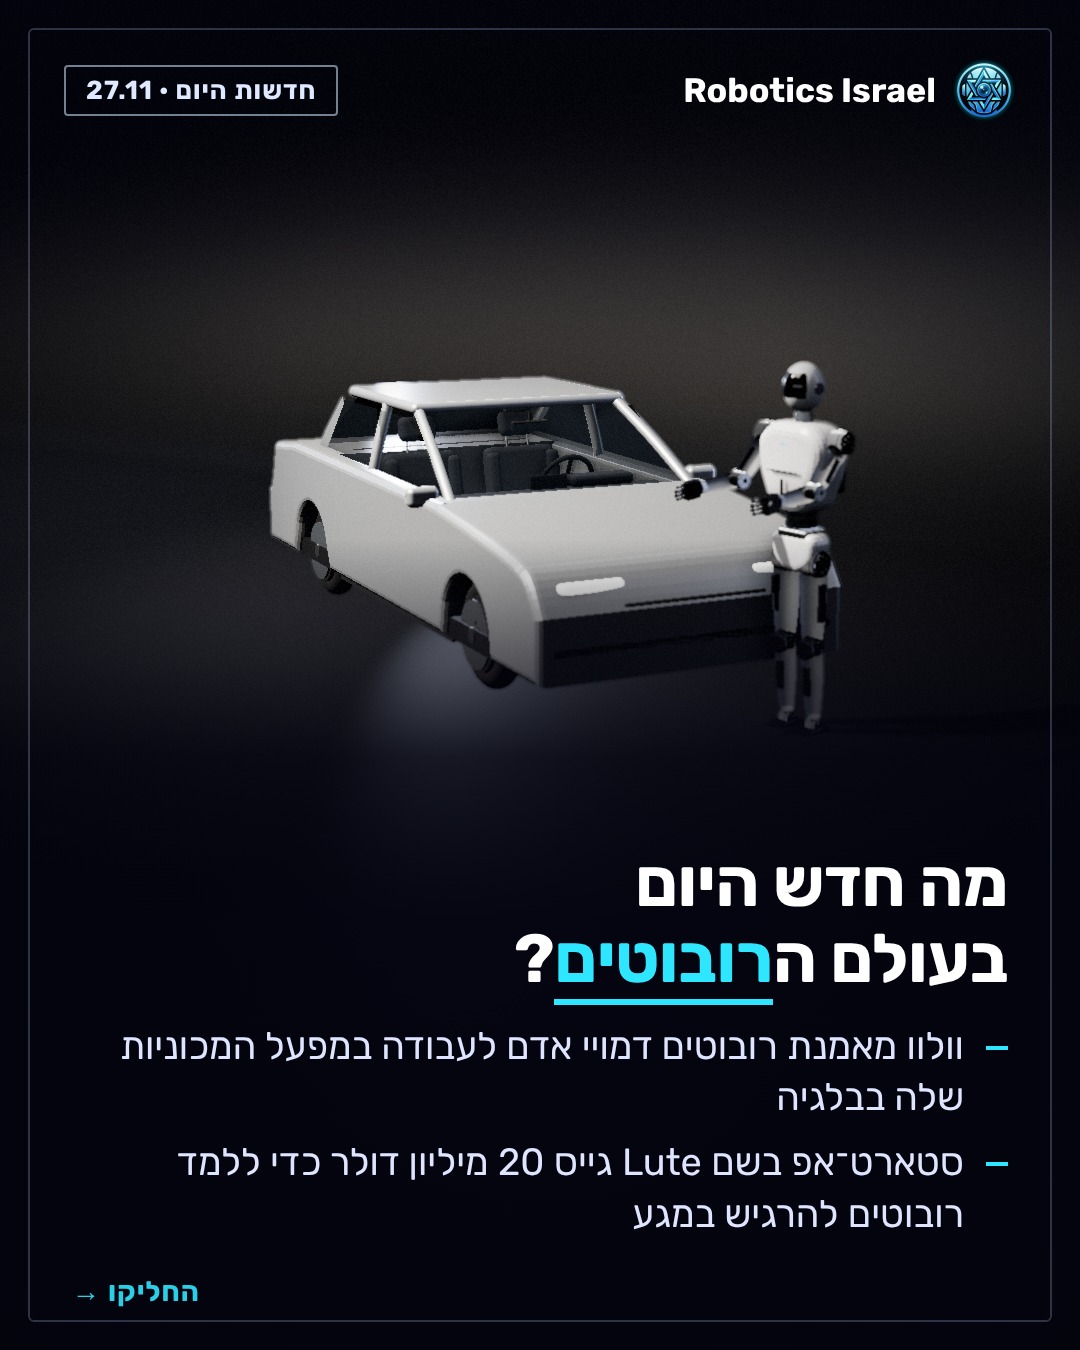 חדשות היום • 27.11
Robotics Israel
מה חדש היום
בעולם הרובוטים?
– וולוו מאמנת רובוטים דמויי אדם לעבודה במפעל המכוניות
שלה בבלגיה
– סטארט־אפ בשם Lute גייס 20 מיליון דולר כדי ללמד
רובוטים להרגיש במגע
החליקו →